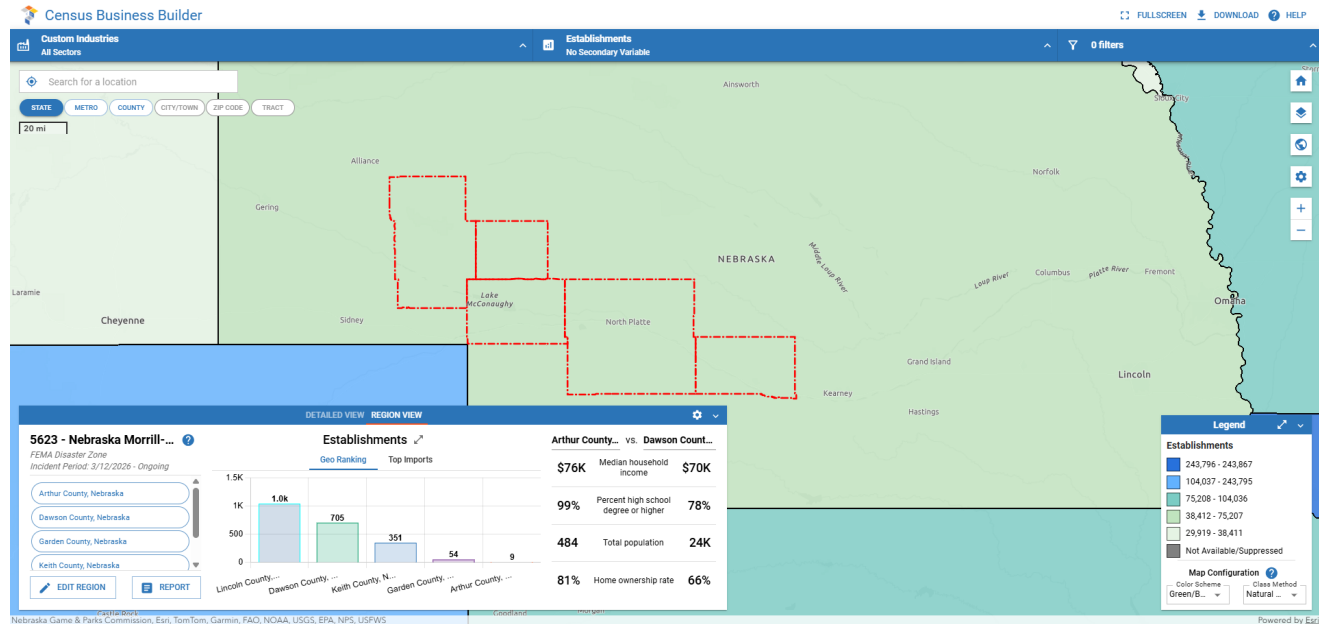 Census Business Builder
FULLSCREEN
DOWNLOAD
HELP
Custom Industries
All Sectors
Establishments
No Secondary Variable
0 filters
Search for a location
STATE
METRO
COUNTY
CITY/TOWN
ZIP CODE
TRACT
20 mi
Ainsworth
Sioux City
Missouri River
Alliance
Norfolk
Gering
NEBRASKA
Middle Loup River
Loup River
Columbus
Platte River
Fremont
Laramie
Lake
McConaughy
Omaha
Cheyenne
Sidney
North Platte
Grand Island
Lincoln
Kearney
Hastings
DETAILED VIEW
REGION VIEW
5623 - Nebraska Morrill-...
FEMA Disaster Zone
Incident Period: 3/12/2026 - Ongoing
Arthur County, Nebraska
Dawson County, Nebraska
Garden County, Nebraska
Keith County, Nebraska
EDIT REGION
REPORT
Establishments
Geo Ranking
Top Imports
1.5K
1K
500
0
1.0k
705
351
54
9
Lincoln County,...
Dawson County, ...
Keith County, N...
Garden County, ...
Arthur County, ...
Arthur County... vs. Dawson Count...
$76K Median household income $70K
99% Percent high school degree or higher 78%
484 Total population 24K
81% Home ownership rate 66%
Legend
Establishments
243,796 - 243,867
104,037 - 243,795
75,208 - 104,036
38,412 - 75,207
29,919 - 38,411
Not Available/Suppressed
Map Configuration
Color Scheme
Green/B...
Class Method
Natural ...
Castle Rock
Goodland
Nebraska Game & Parks Commission, Esri, TomTom, Garmin, FAO, NOAA, USGS, EPA, NPS, USFWS
Powered by Esri